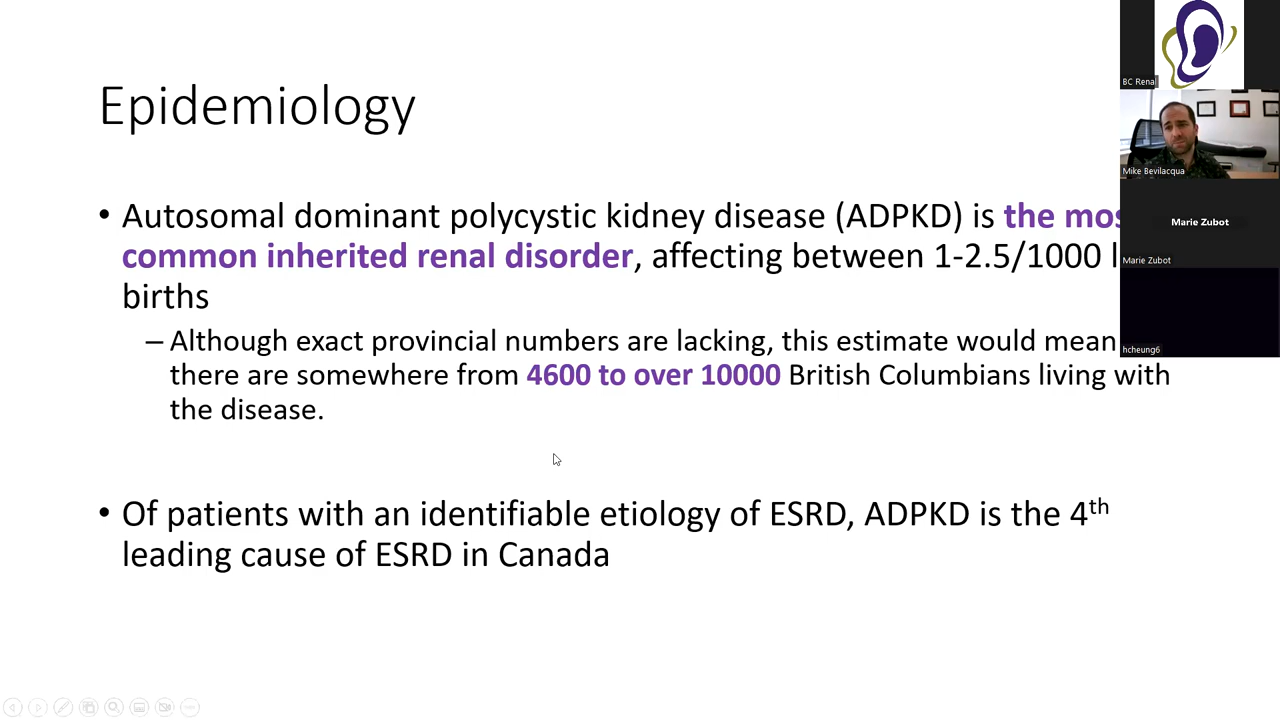 Epidemiology
• Autosomal dominant polycystic kidney disease (ADPKD) is the mos
common inherited renal disorder, affecting between 1-2.5/1000 l
births
– Although exact provincial numbers are lacking, this estimate would mean
there are somewhere from 4600 to over 10000 British Columbians living with
the disease.
• Of patients with an identifiable etiology of ESRD, ADPKD is the 4th
leading cause of ESRD in Canada
BC Renal
Mike Bevilacqua
Marie Zubot
Marie Zubot
hcheung6